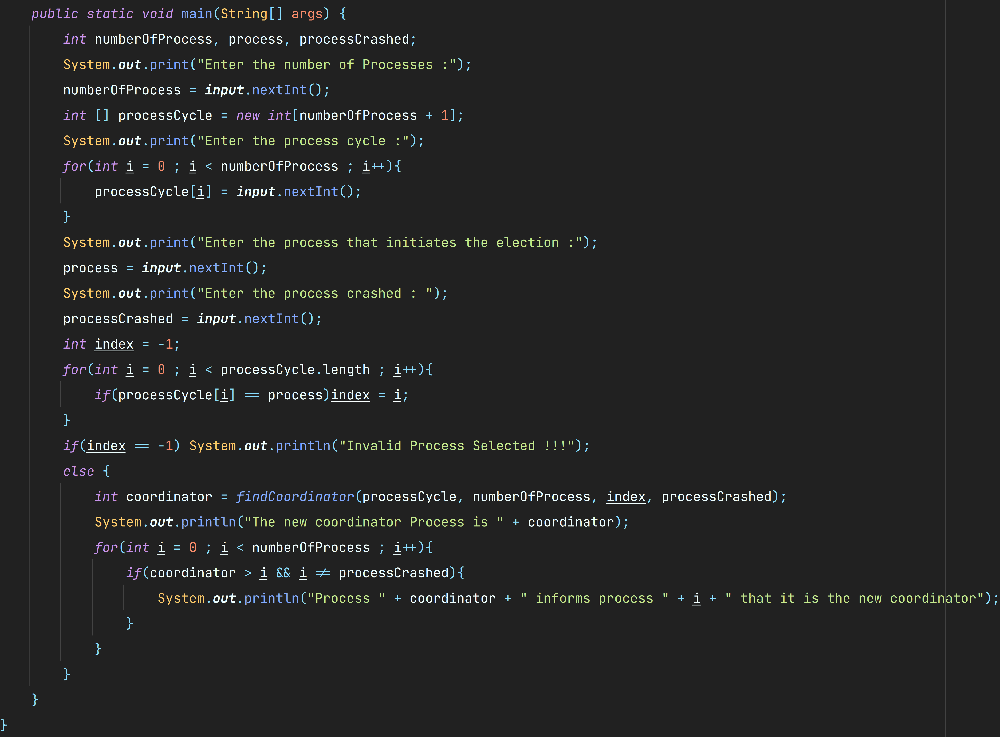 public static void main(String[] args) {
    int numberOfProcess, process, processCrashed;
    System.out.print("Enter the number of Processes :");
    numberOfProcess = input.nextInt();
    int [] processCycle = new int[numberOfProcess + 1];
    System.out.print("Enter the process cycle :");
    for(int i = 0 ; i < numberOfProcess ; i++){
        processCycle[i] = input.nextInt();
    }
    System.out.print("Enter the process that initiates the election :");
    process = input.nextInt();
    System.out.print("Enter the process crashed : ");
    processCrashed = input.nextInt();
    int index = -1;
    for(int i = 0 ; i < processCycle.length ; i++){
        if(processCycle[i] == process)index = i;
    }
    if(index == -1) System.out.println("Invalid Process Selected !!!");
    else {
        int coordinator = findCoordinator(processCycle, numberOfProcess, index, processCrashed);
        System.out.println("The new coordinator Process is " + coordinator);
        for(int i = 0 ; i < numberOfProcess ; i++){
            if(coordinator > i && i != processCrashed){
                System.out.println("Process " + coordinator + " informs process " + i + " that it is the new coordinator");
            }
        }
    }
}
}